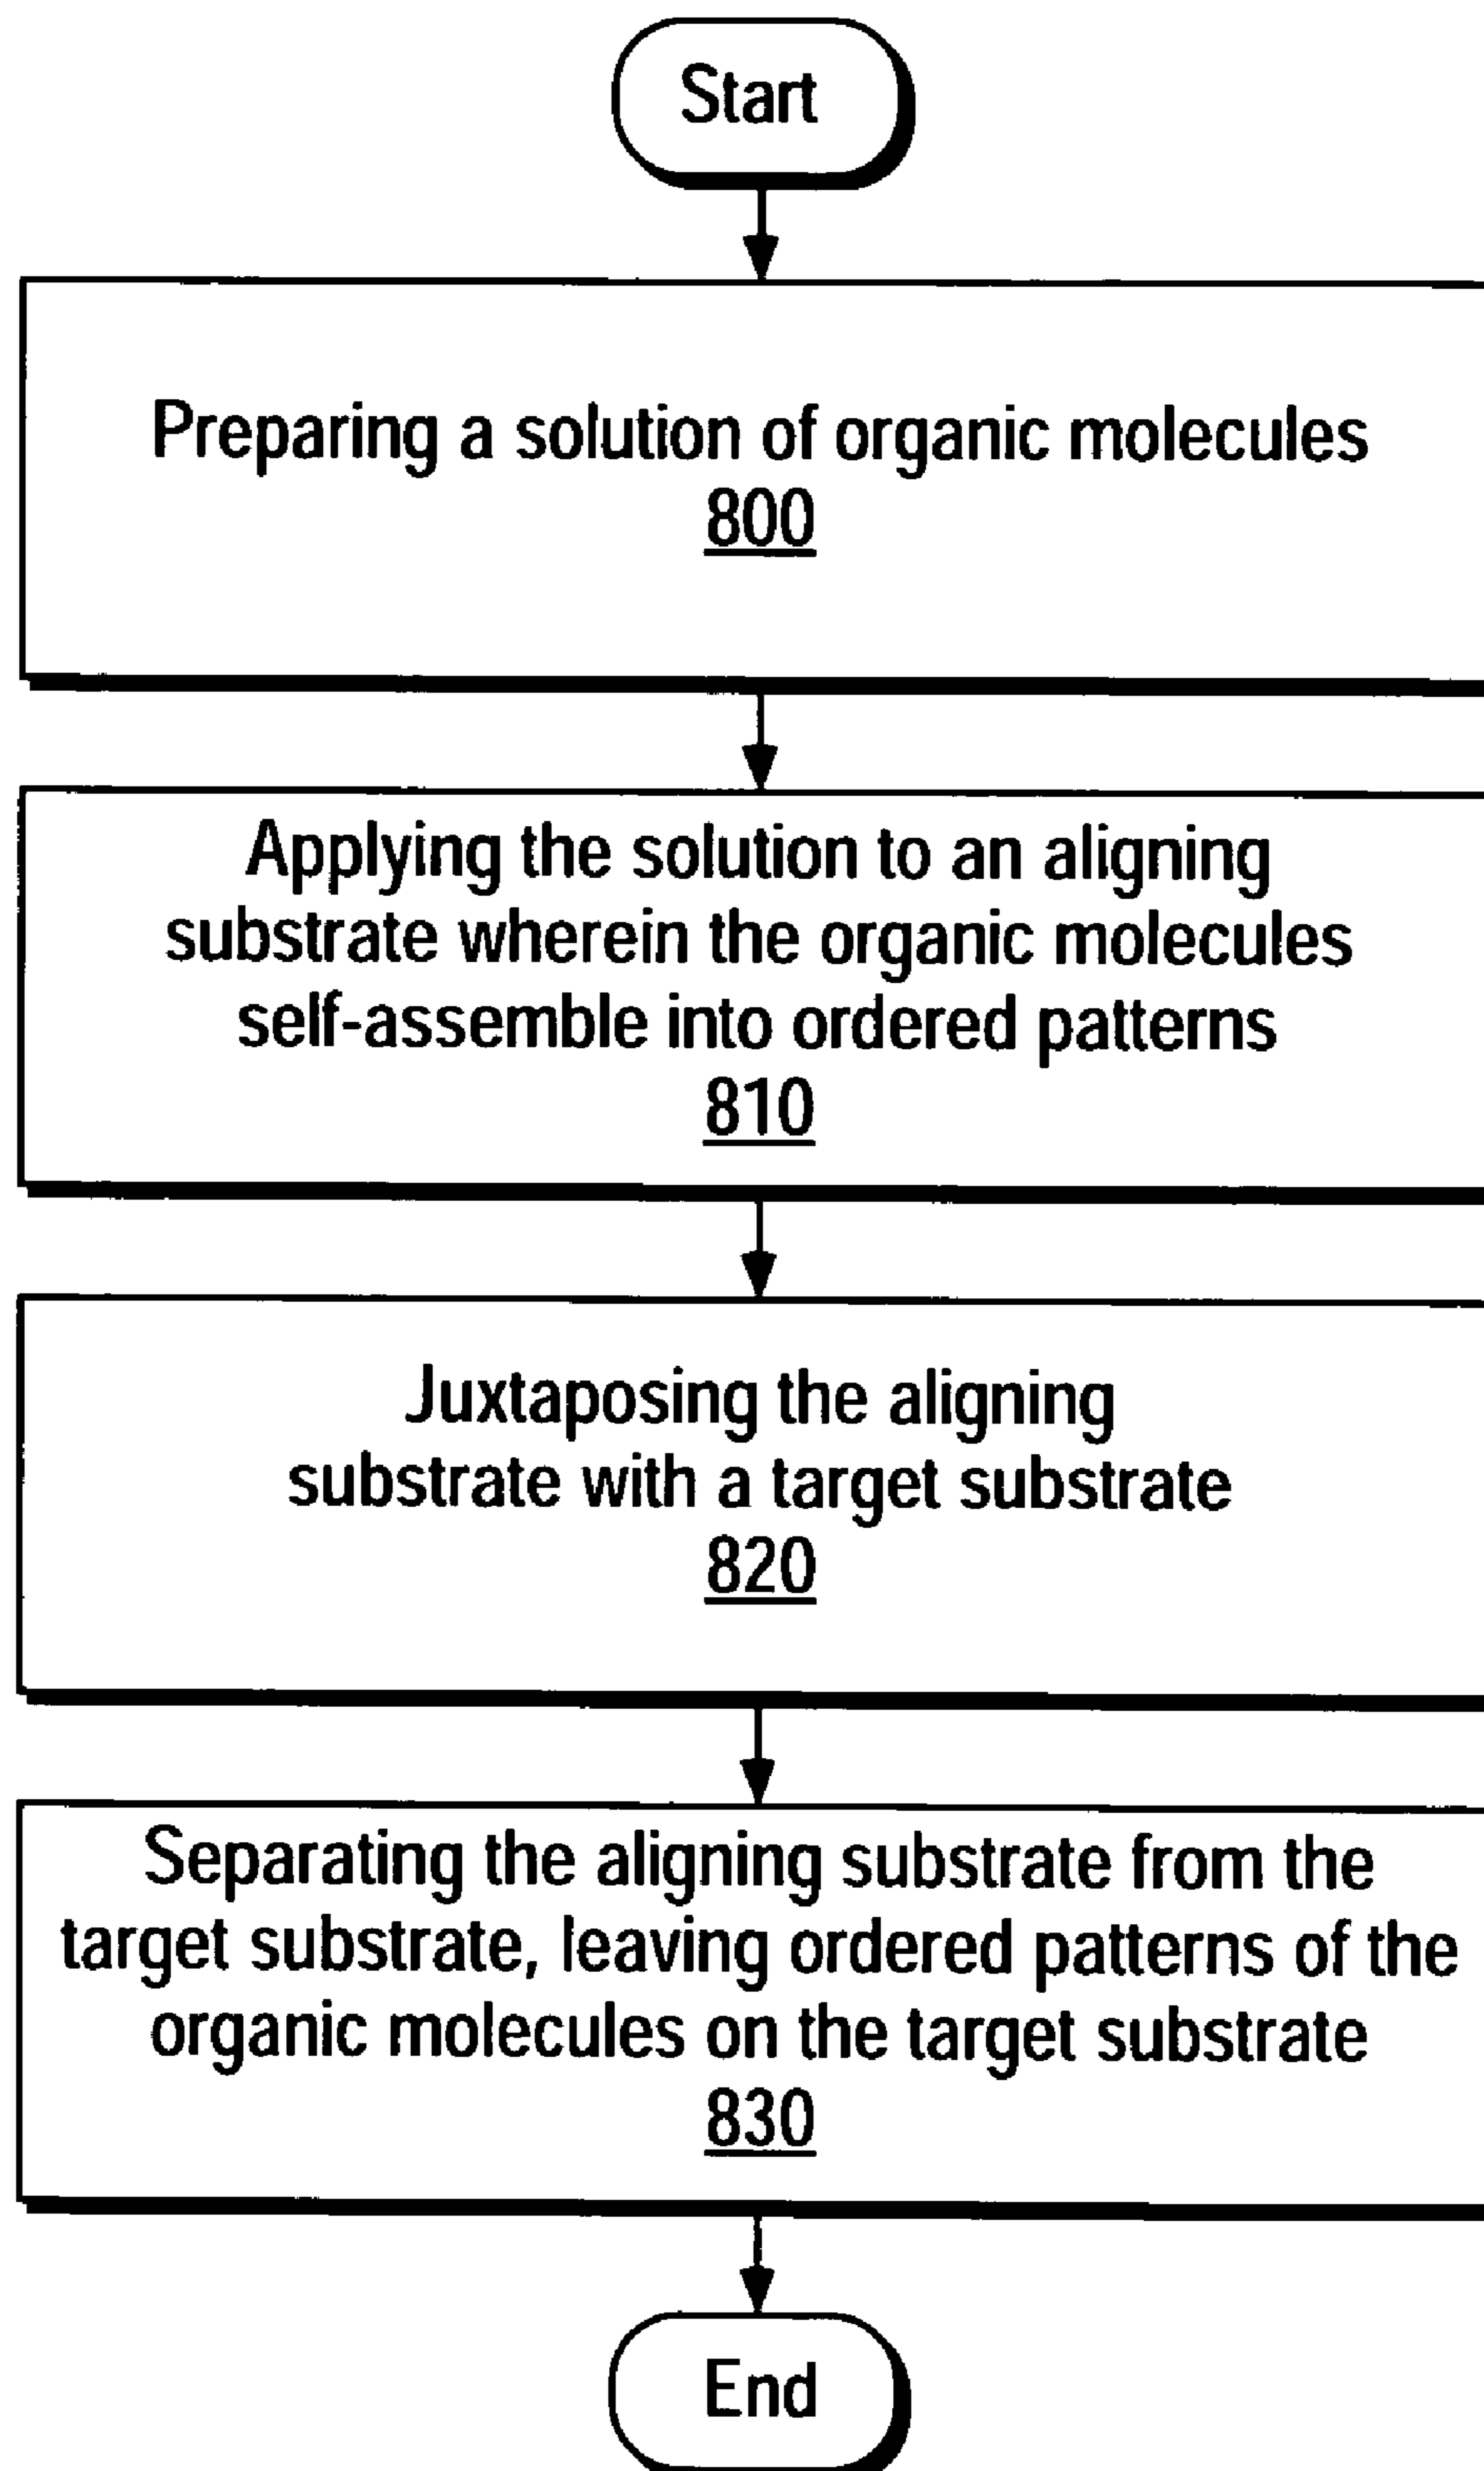 Start
Preparing a solution of organic molecules
800
Applying the solution to an aligning
substrate wherein the organic molecules
self-assemble into ordered patterns
810
Juxtaposing the aligning
substrate with a target substrate
820
Separating the aligning substrate from the
target substrate, leaving ordered patterns of the
organic molecules on the target substrate
830
End